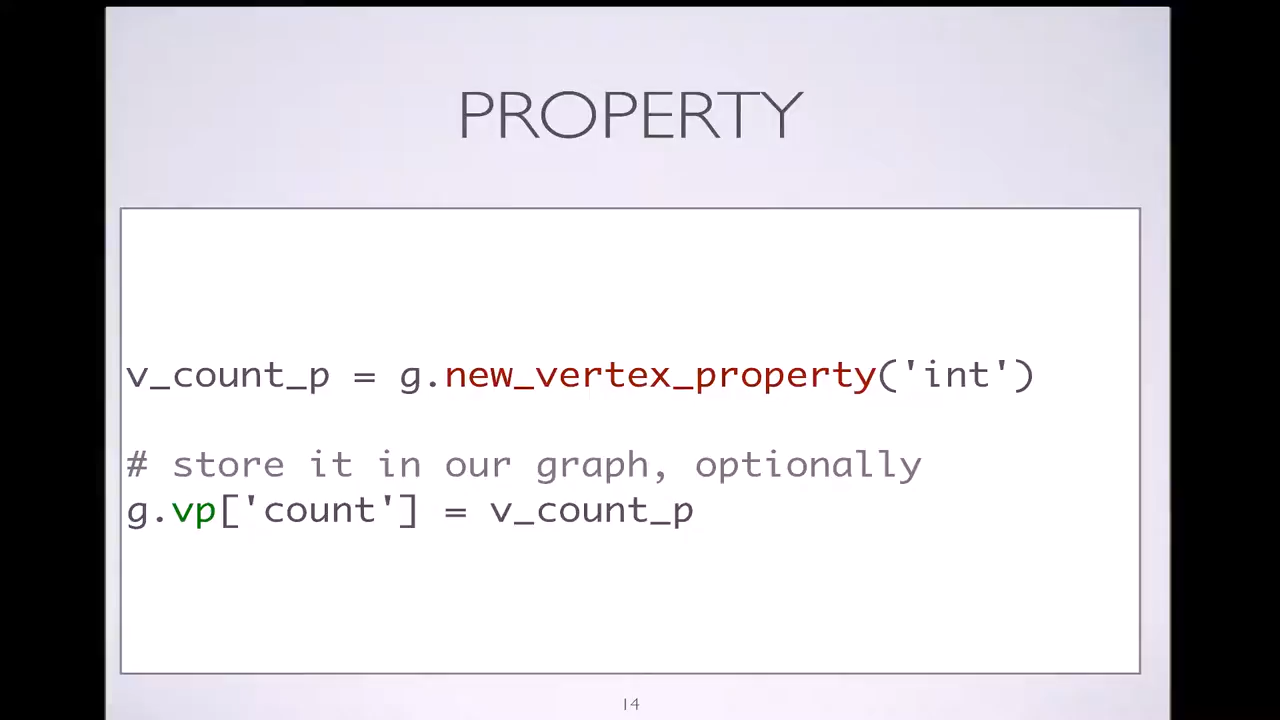 PROPERTY
v_count_p = g.new_vertex_property('int')
# store it in our graph, optionally
g.vp['count'] = v_count_p
14